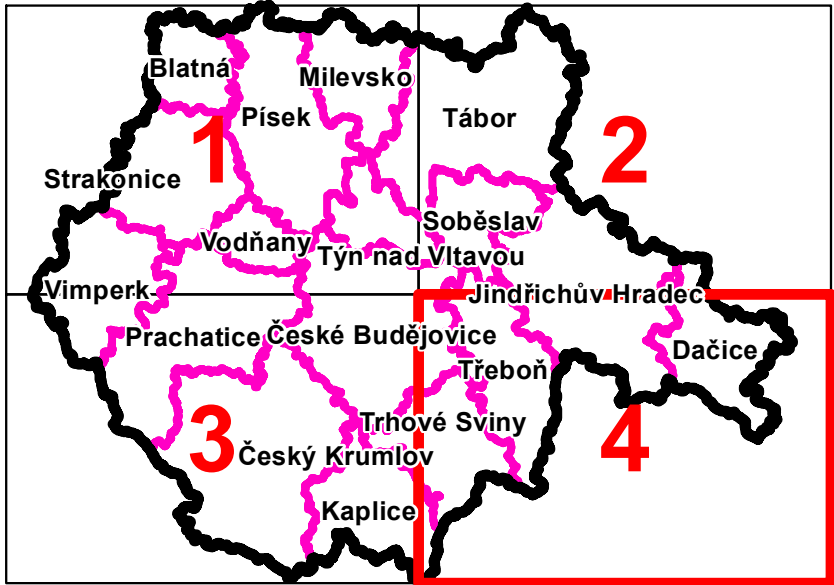 Blatná
Milevsko
Písek
Tábor
1
2
Strakonice
Soběslav
Vodňany
Týn nad Vltavou
Vimperk
Jindřichův Hradec
Prachatice
České Budějovice
Dačice
Třeboň
Trhové Sviny
3
4
Český Krumlov
Kaplice